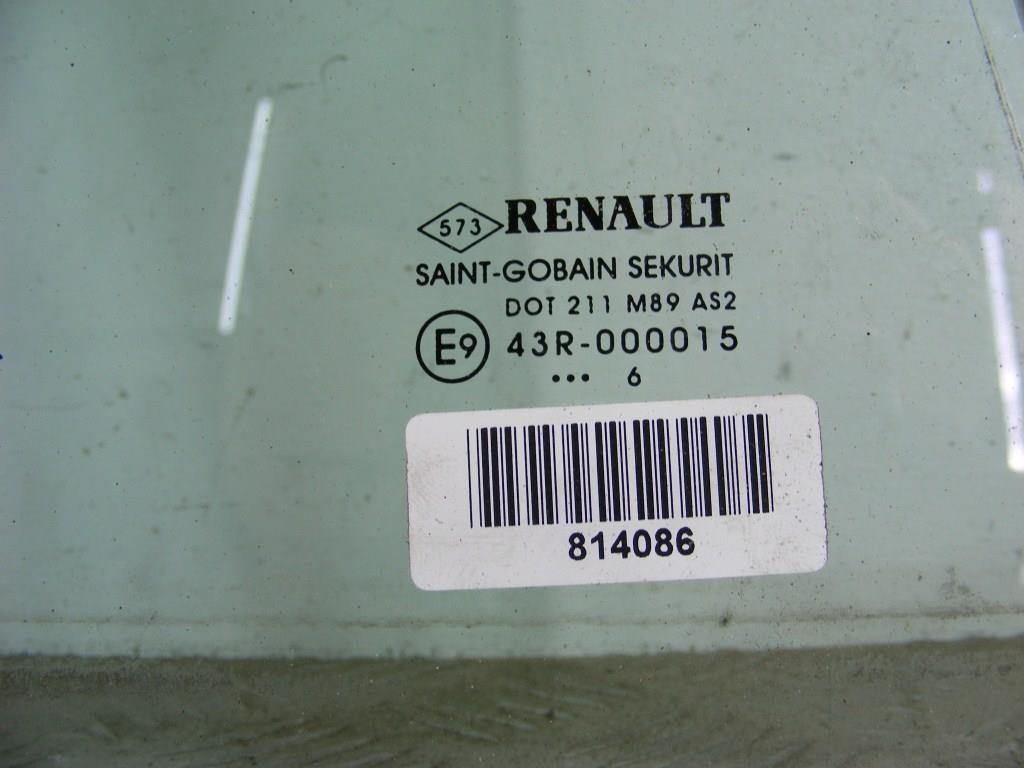 573 RENAULT
SAINT-GOBAIN SEKURIT
DOT 211 M89 AS2
E9 43R-000015
••• 6
814086